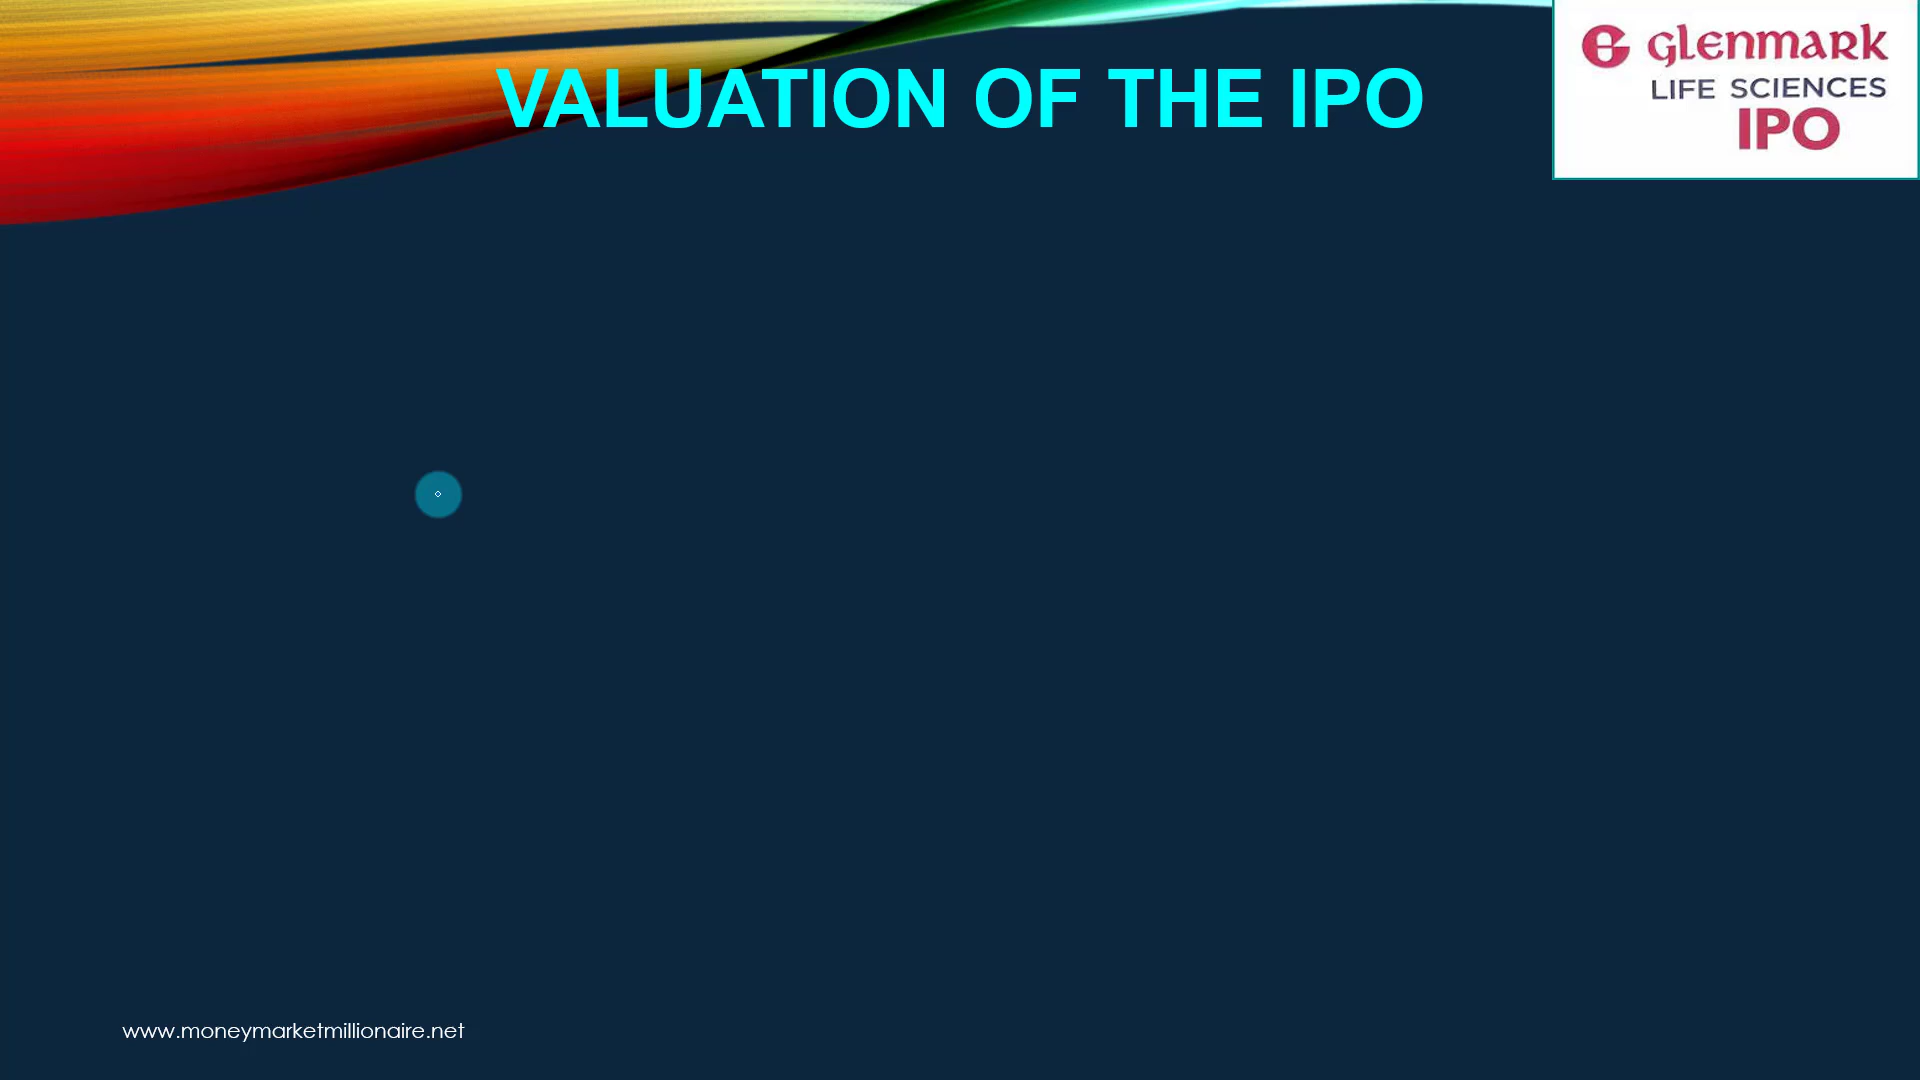 VALUATION OF THE IPO
glenmark
LIFE SCIENCES
IPO
www.moneymarketmillionaire.net